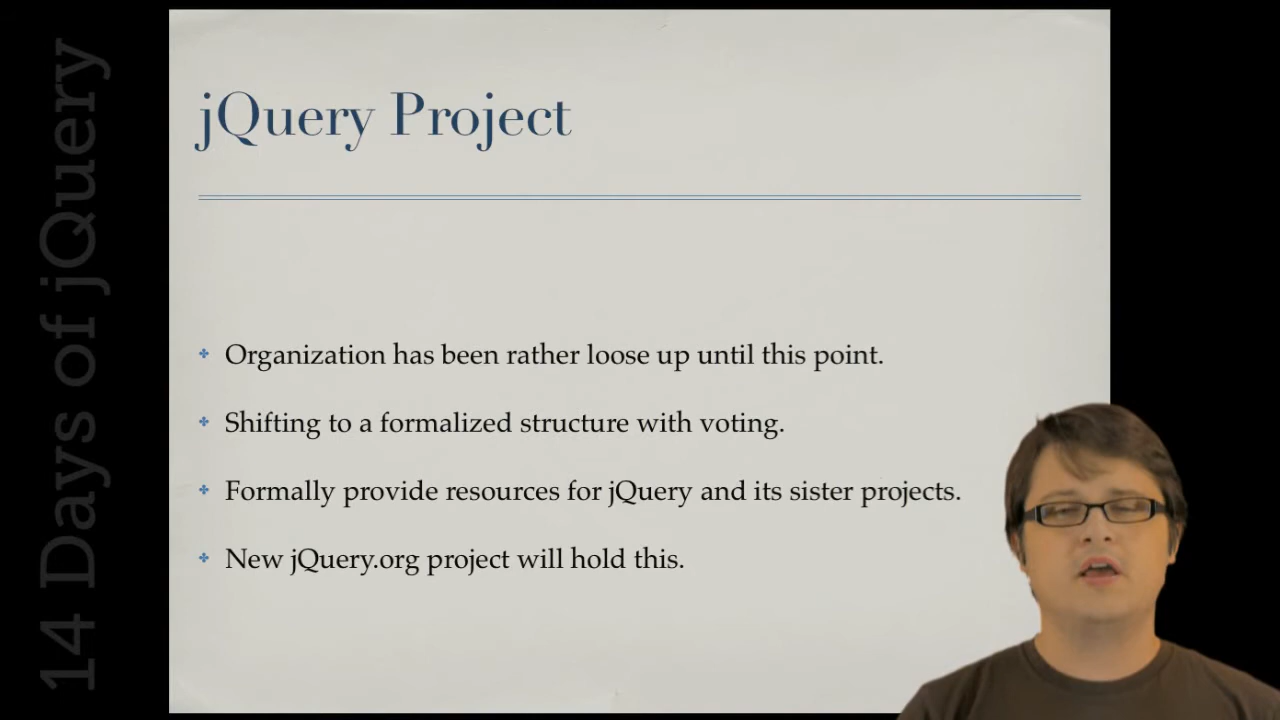 14 Days of jQuery
jQuery Project
Organization has been rather loose up until this point.
Shifting to a formalized structure with voting.
Formally provide resources for jQuery and its sister projects.
New jQuery.org project will hold this.